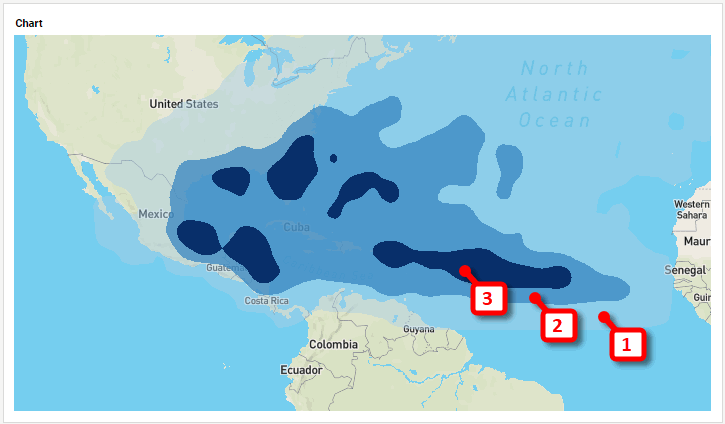 Chart
North
Atlantic
Ocean
United States
Western
Sahara
Mexico
Cuba
Maur
Guatema
Senegal
Costa Rica
3
Guin
2
Guyana
Colombia
1
Ecuador